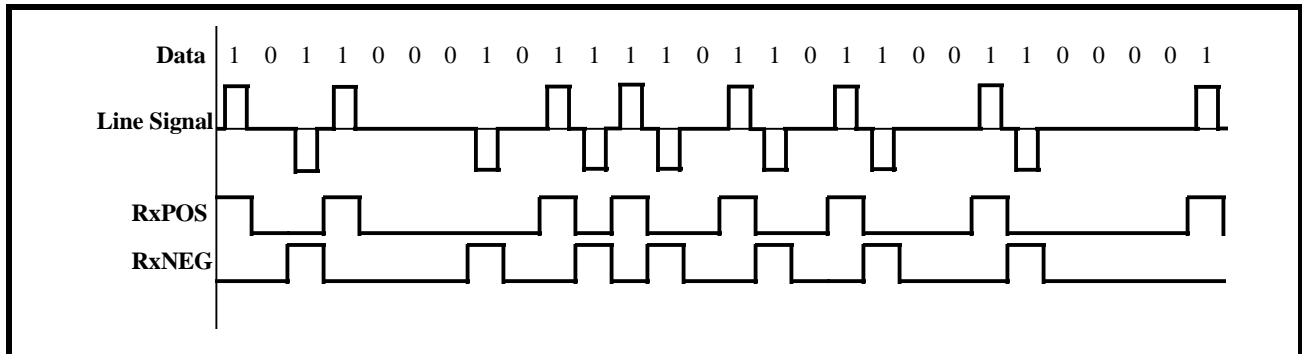 Data 1 0 1 1 0 0 0 1 0 1 1 1 1 0 1 1 0 1 1 0 0 1 1 0 0 0 0 1
Line Signal
RxPOS
RxNEG